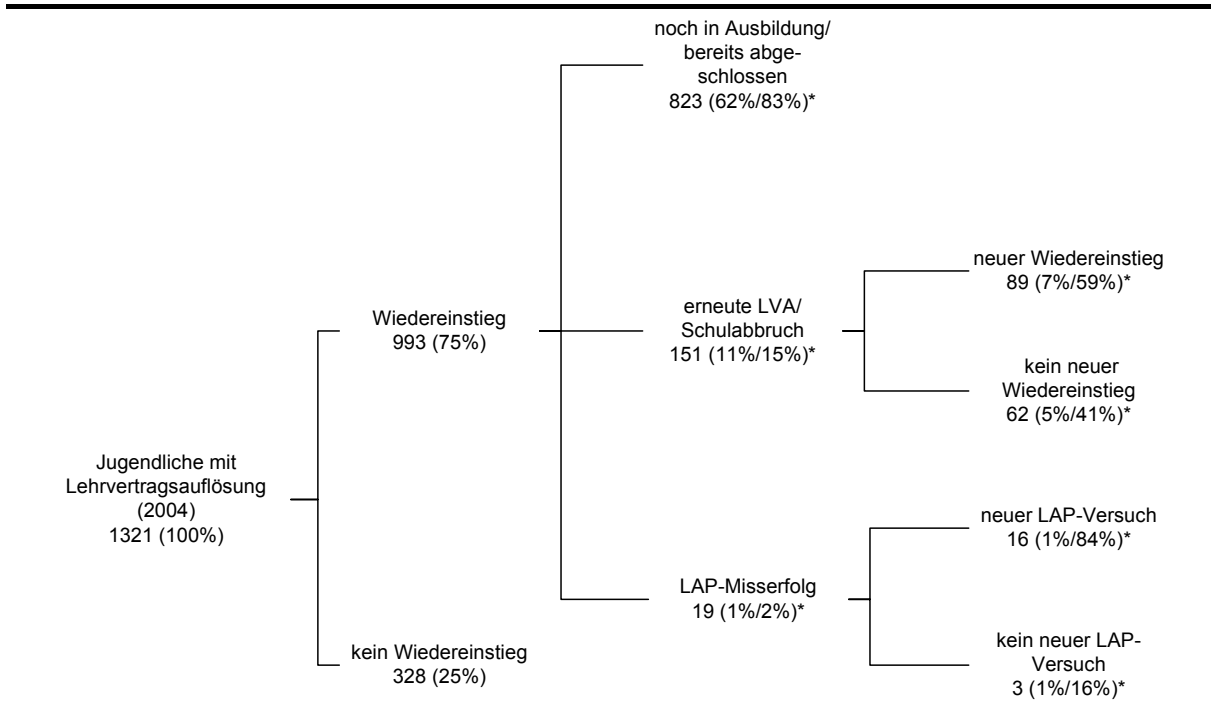 noch in Ausbildung/
bereits abge-
schlossen
823 (62%/83%)*
neuer Wiedereinstieg
89 (7%/59%)*
Wiedereinstieg
993 (75%)
erneute LVA/
Schulabbruch
151 (11%/15%)*
kein neuer
Wiedereinstieg
62 (5%/41%)*
Jugendliche mit
Lehrvertragsauflösung
(2004)
1321 (100%)
neuer LAP-Versuch
16 (1%/84%)*
LAP-Misserfolg
19 (1%/2%)*
kein Wiedereinstieg
328 (25%)
kein neuer LAP-
Versuch
3 (1%/16%)*